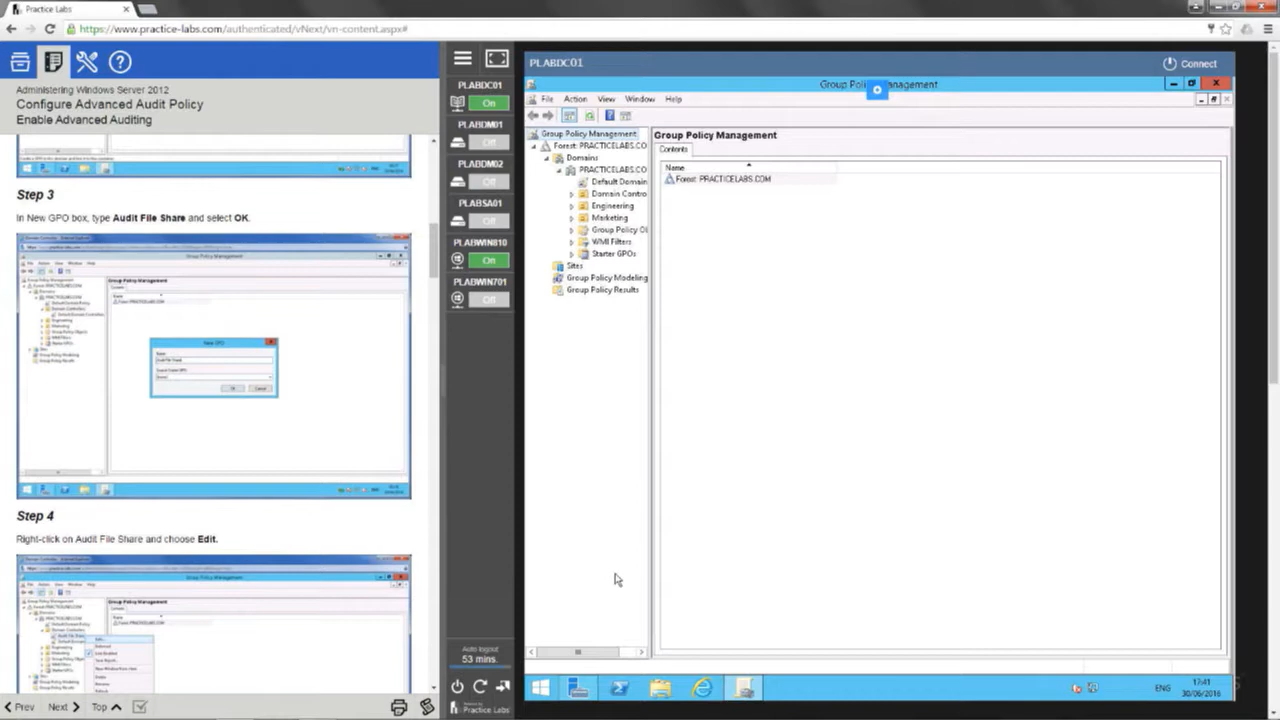 Practice Labs
https://www.practice-labs.com/authenticated/vNext/vn-content.aspx#
Administering Windows Server 2012
Configure Advanced Audit Policy
Enable Advanced Auditing
Step 3
In New GPO box, type Audit File Share and select OK.
Step 4
Right-click on Audit File Share and choose Edit.
Prev
Next
Top
PLABDC01
On
PLABDM01
Off
PLABDM02
Off
PLABSA01
Off
PLABWIN810
On
PLABWIN701
Off
Auto logout
53 mins.
Practice Labs
PLABDC01
Connect
File Action View Window Help
Group Policy Management
Forest: PRACTICELABS.CO
Domains
PRACTICELABS.CO
Default Domain
Domain Contro
Engineering
Marketing
Group Policy Ol
WMI Filters
Starter GPOs
Sites
Group Policy Modeling
Group Policy Results
Group Policy Management
Contents
Name
Forest: PRACTICELABS.COM
ENG
17:41
30/06/2016